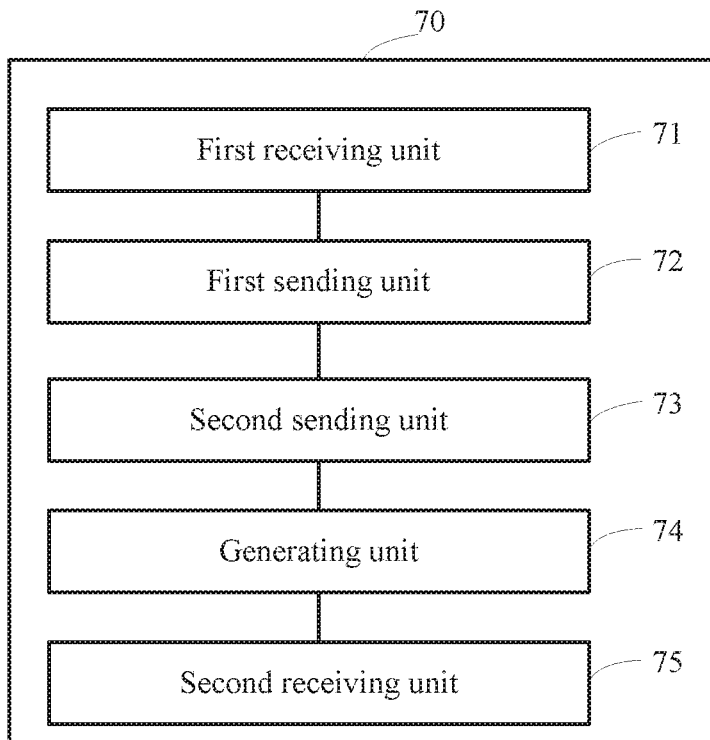 70
First receiving unit
71
First sending unit
72
Second sending unit
73
Generating unit
74
Second receiving unit
75